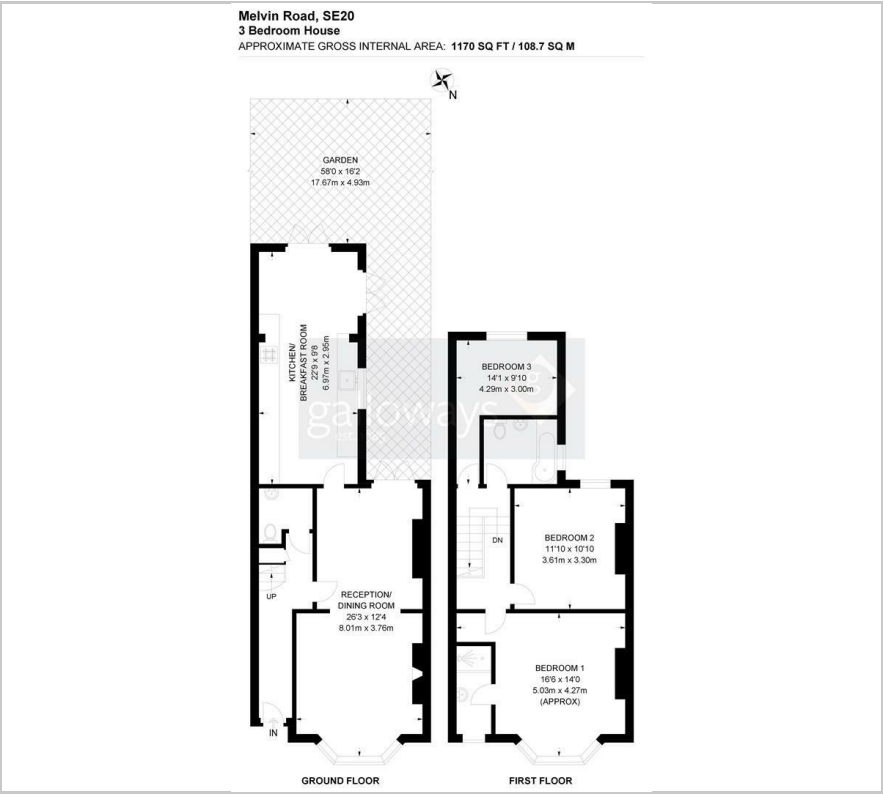 Melvin Road, SE20
3 Bedroom House
APPROXIMATE GROSS INTERNAL AREA: 1170 SQ FT / 108.7 SQ M
N
GARDEN
58'0 x 16'2
17.67m x 4.93m
KITCHEN/
BREAKFAST ROOM
22'9 x 9'8
6.97m x 2.95m
BEDROOM 3
14'1 x 9'10
4.29m x 3.00m
galloways
DN
BEDROOM 2
11'10 x 10'10
3.61m x 3.30m
UP
RECEPTION/
DINING ROOM
26'3 x 12'4
8.01m x 3.76m
BEDROOM 1
16'6 x 14'0
5.03m x 4.27m
(APPROX)
IN
GROUND FLOOR
FIRST FLOOR